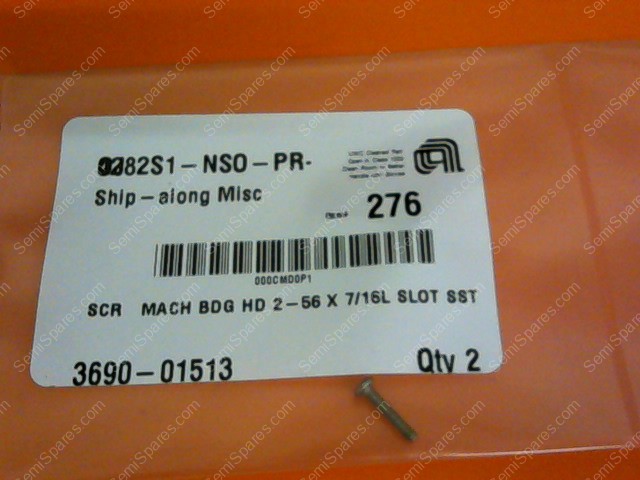 82S1-NSO-PR-
Ship-along Misc
276
000CMD0P1
SCR MACH BDG HD 2-56 X 7/16L SLOT SST
3690-01513
Qty 2
SemiSpares.com